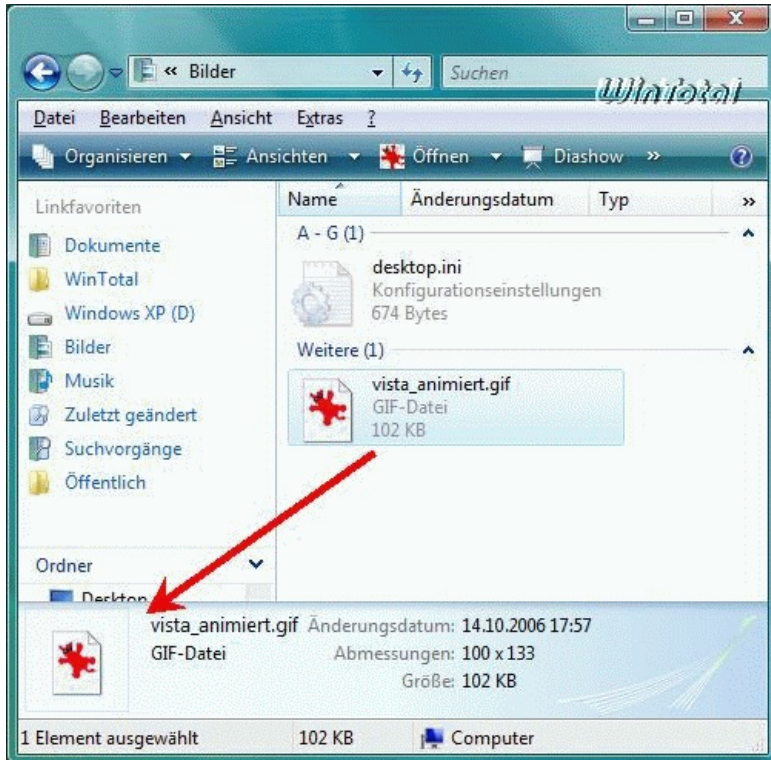 « Bilder
Suchen
WinTotal
Datei Bearbeiten Ansicht Extras ?
Organisieren Ansichten Öffnen Diashow » ?
Linkfavoriten
Dokumente
WinTotal
Windows XP (D)
Bilder
Musik
Zuletzt geändert
Suchvorgänge
Öffentlich
Ordner
Desktop
Name Änderungsdatum Typ »
A - G (1)
desktop.ini
Konfigurationseinstellungen
674 Bytes
Weitere (1)
vista_animiert.gif
GIF-Datei
102 KB
vista_animiert.gif Änderungsdatum: 14.10.2006 17:57
GIF-Datei Abmessungen: 100 x 133
Größe: 102 KB
1 Element ausgewählt 102 KB Computer